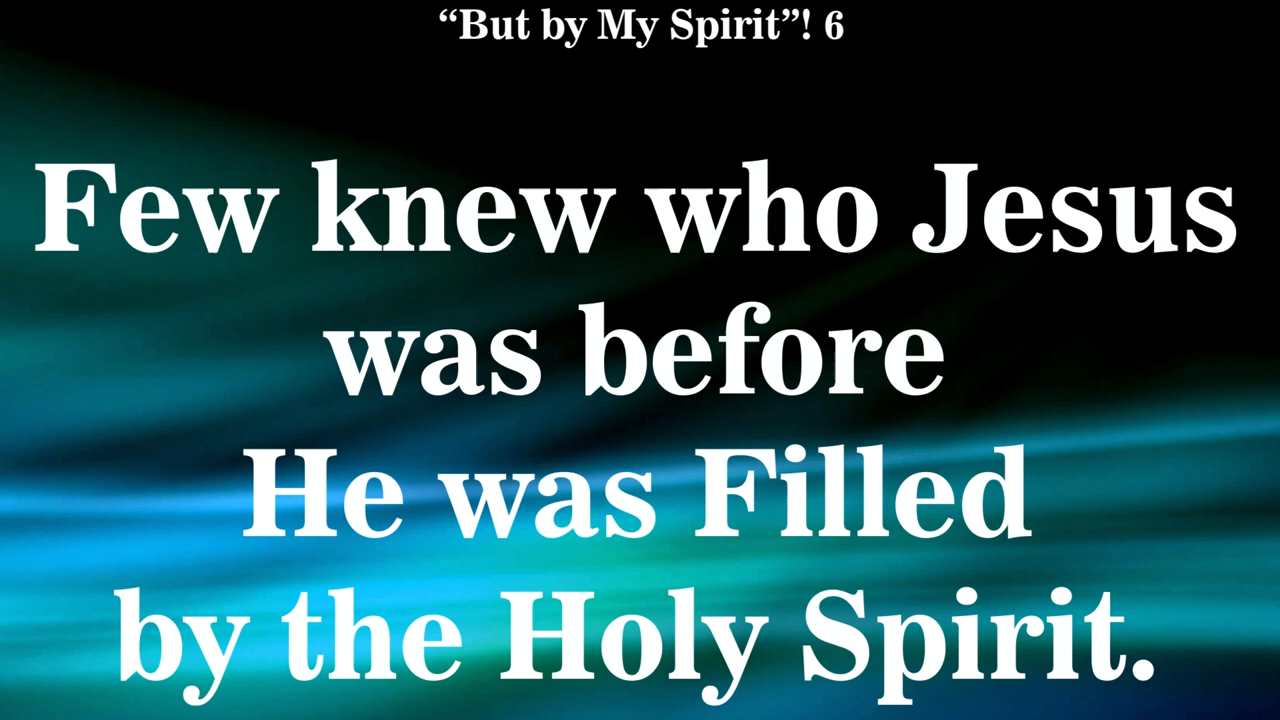 “But by My Spirit”! 6
Few knew who Jesus
was before
He was Filled
by the Holy Spirit.